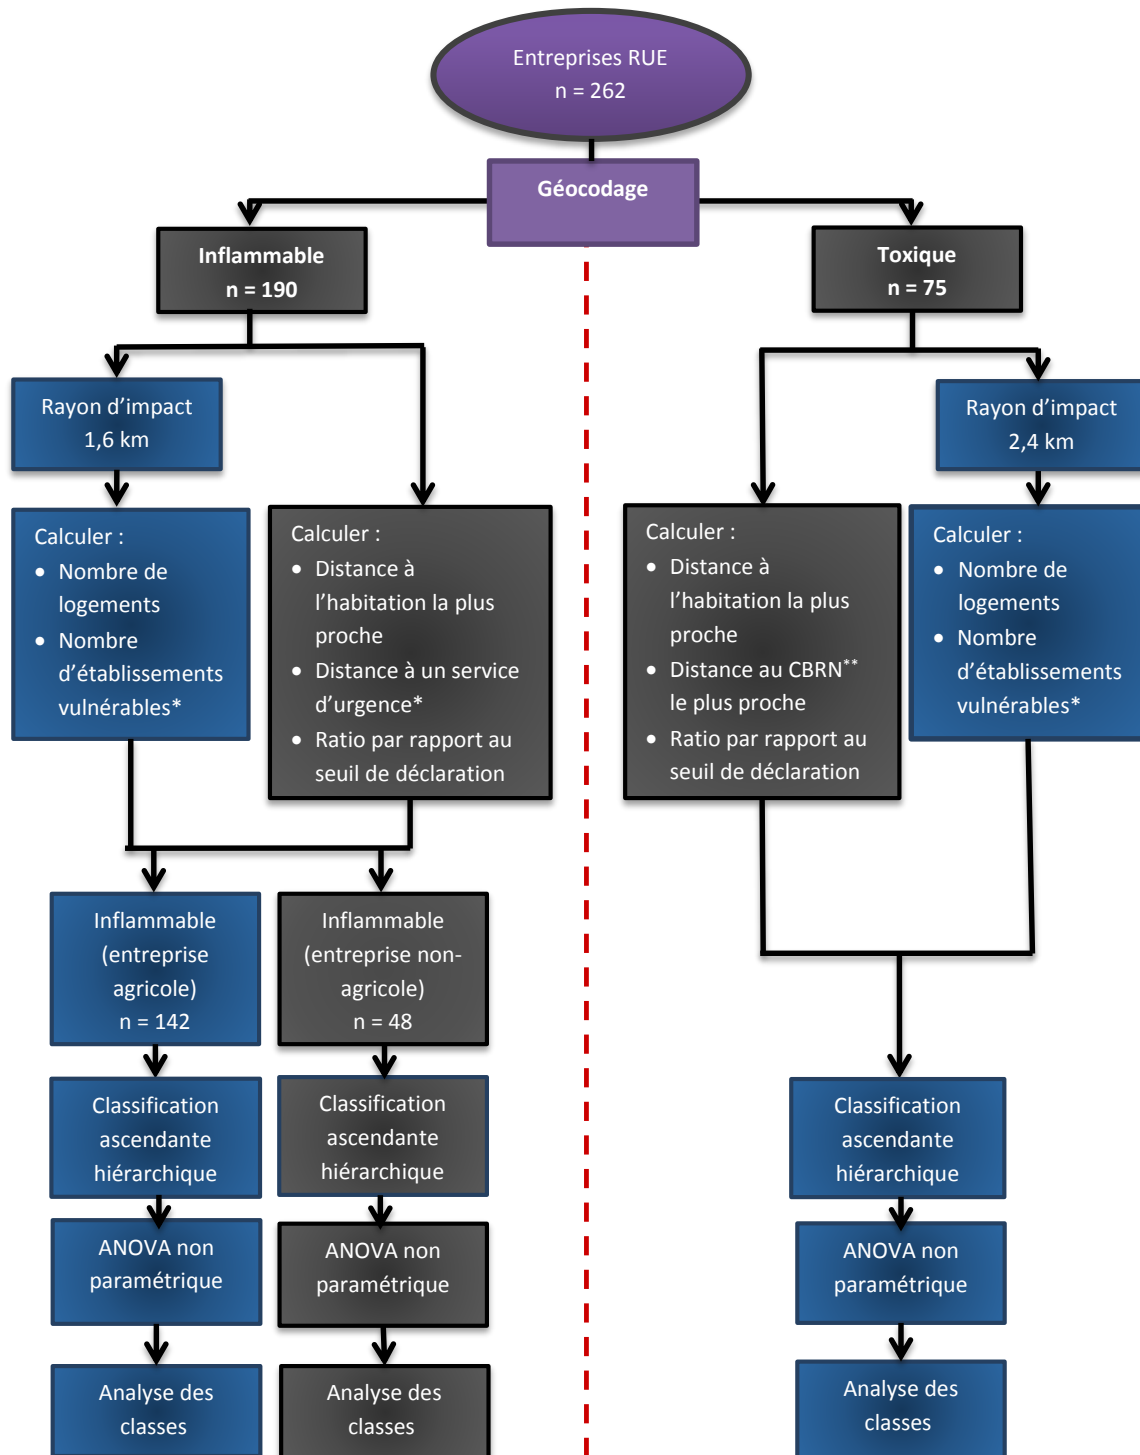 Entreprises RUE
n = 262
Géocodage
Inflammable
n = 190
Toxique
n = 75
Rayon d'impact
1,6 km
Rayon d'impact
2,4 km
Calculer :
• Nombre de
logements
• Nombre
d'établissements
vulnérables*
Calculer :
• Distance à
l'habitation la plus
proche
• Distance à un service
d'urgence*
• Ratio par rapport au
seuil de déclaration
Calculer :
• Distance à
l'habitation la plus
proche
• Distance au CBRN**
le plus proche
• Ratio par rapport au
seuil de déclaration
Calculer :
• Nombre de
logements
• Nombre
d'établissements
vulnérables*
Inflammable
(entreprise
agricole)
n = 142
Inflammable
(entreprise non-
agricole)
n = 48
Classification
ascendante
hiérarchique
Classification
ascendante
hiérarchique
Classification
ascendante
hiérarchique
ANOVA non
paramétrique
ANOVA non
paramétrique
ANOVA non
paramétrique
Analyse des
classes
Analyse des
classes
Analyse des
classes